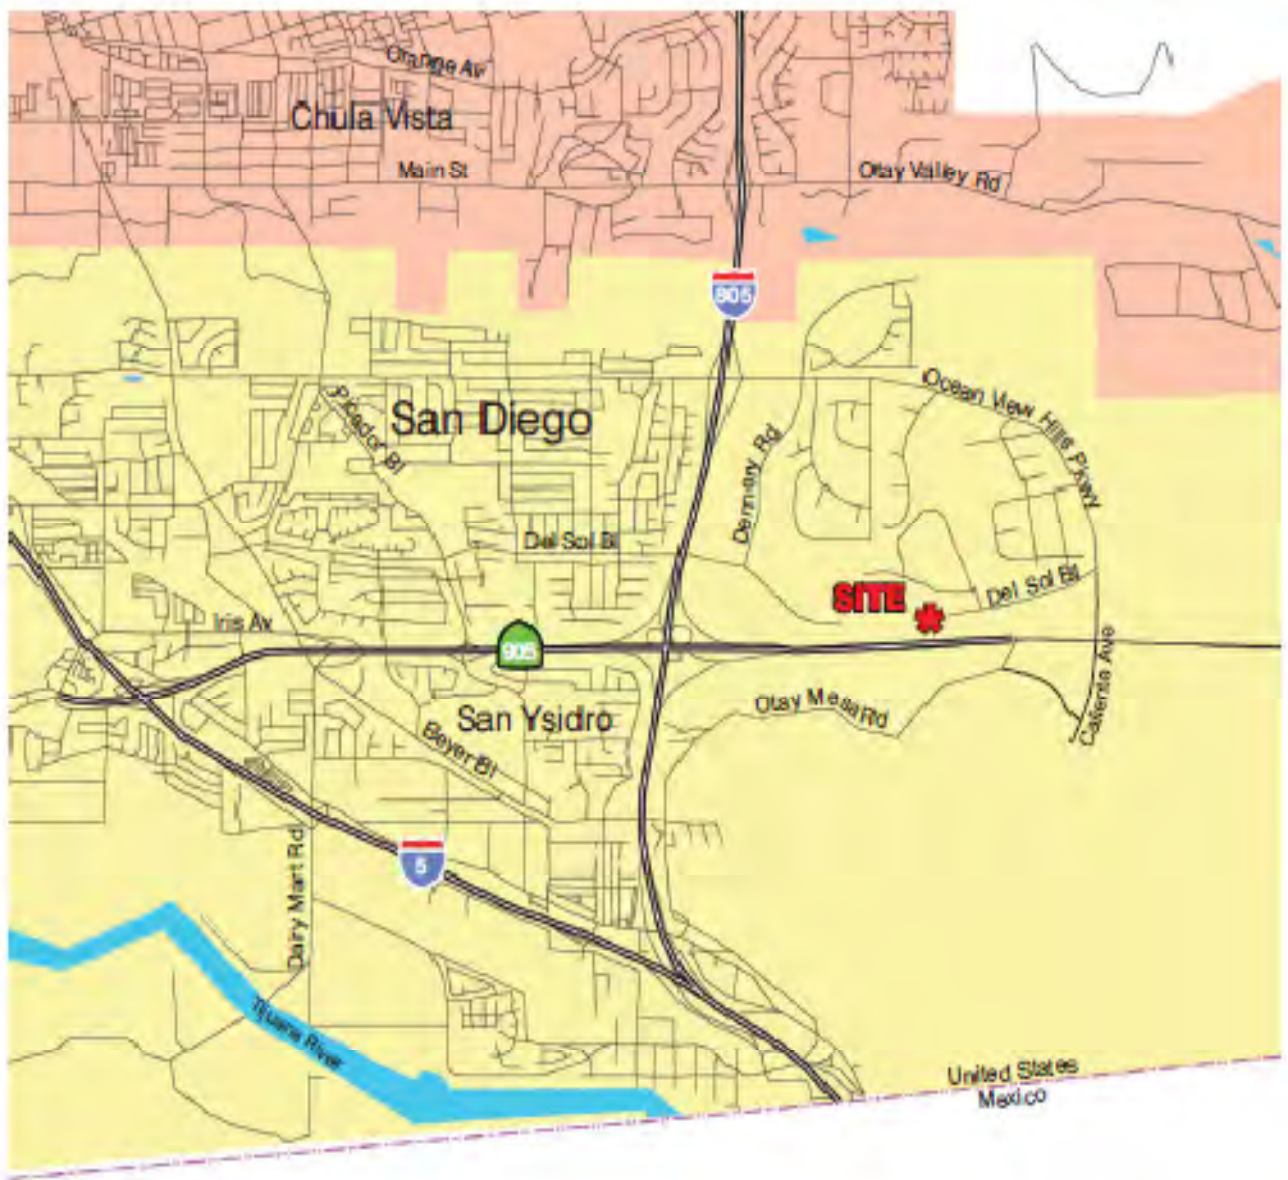 Orange Av
Chula Vista
Main St
Otay Valley Rd
805
Ocean View Hills Pkwy
Picador Bl
San Diego
Dennery Rd
Del Sol Bl
Del Sol Bl
SITE
*
Iris Av
905
Caliente Ave
Otay Mesa Rd
San Ysidro
Beyer Bl
Dairy Mart Rd
5
Tijuana River
United States
Mexico